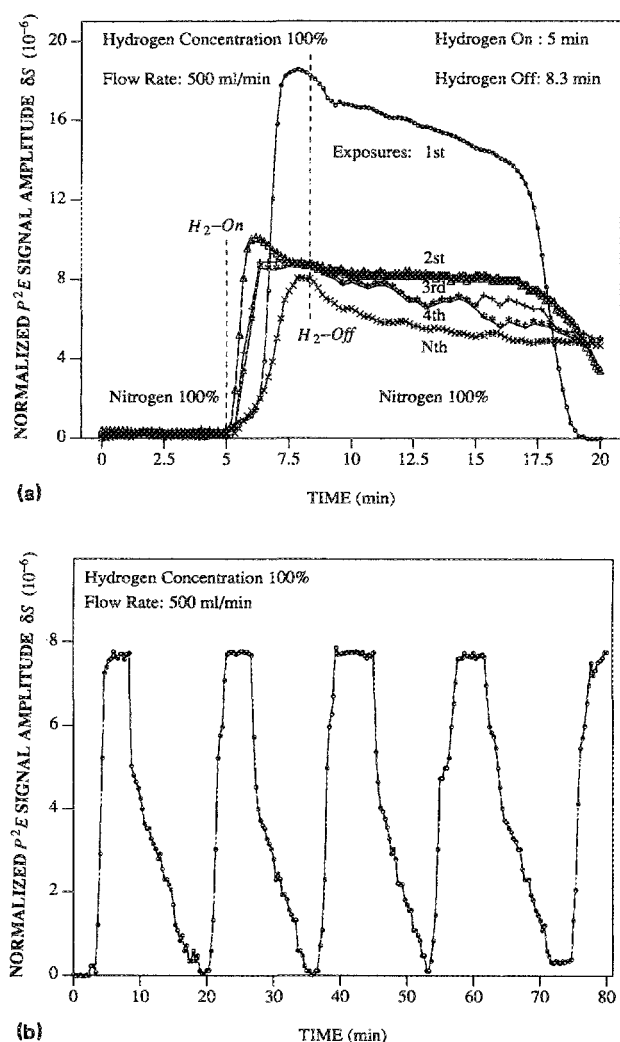 NORMALIZED P²E SIGNAL AMPLITUDE δS (10⁻⁶)
20
16
12
8
4
0
Hydrogen Concentration 100%
Hydrogen On : 5 min
Flow Rate: 500 ml/min
Hydrogen Off: 8.3 min
Exposures: 1st
H₂–On
2st
3rd
4th
H₂–Off
Nth
Nitrogen 100%
Nitrogen 100%
0
2.5
5
7.5
10
12.5
15
17.5
20
(a)
TIME (min)
NORMALIZED P²E SIGNAL AMPLITUDE δS (10⁻⁶)
Hydrogen Concentration 100%
Flow Rate: 500 ml/min
8
6
4
2
0
0
10
20
30
40
50
60
70
80
(b)
TIME (min)